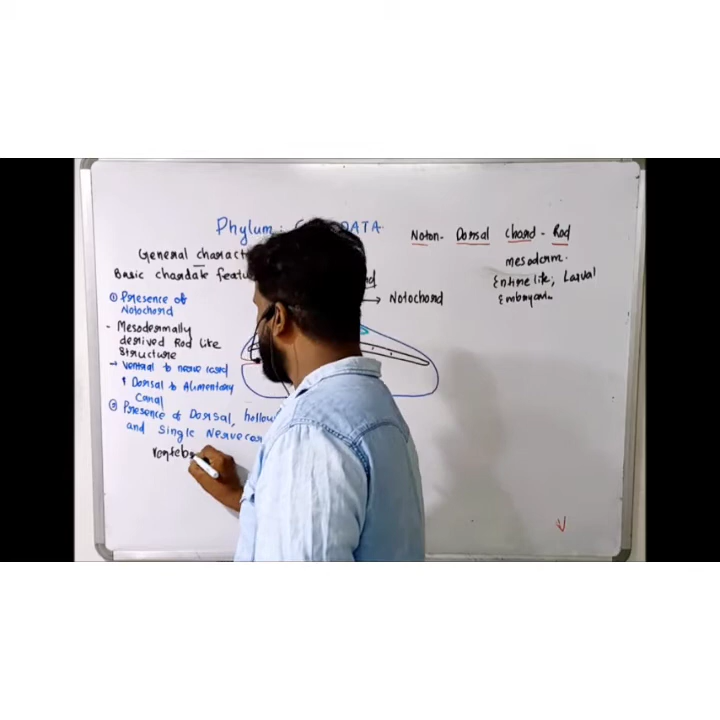 Phylum: DATA
Noton- Dorsal Chord - Rod
General charact
mesoderm.
Basic chordate featu
Entire life; Larval
① Presence of
Notochord
→ Notochord
- Mesodermally
derived Rod like
Structure
→ Ventral to nerve cord
Dorsal to Alimentary
Canal
② Presence of Dorsal, hollow
and Single Nerve cor
Verteb